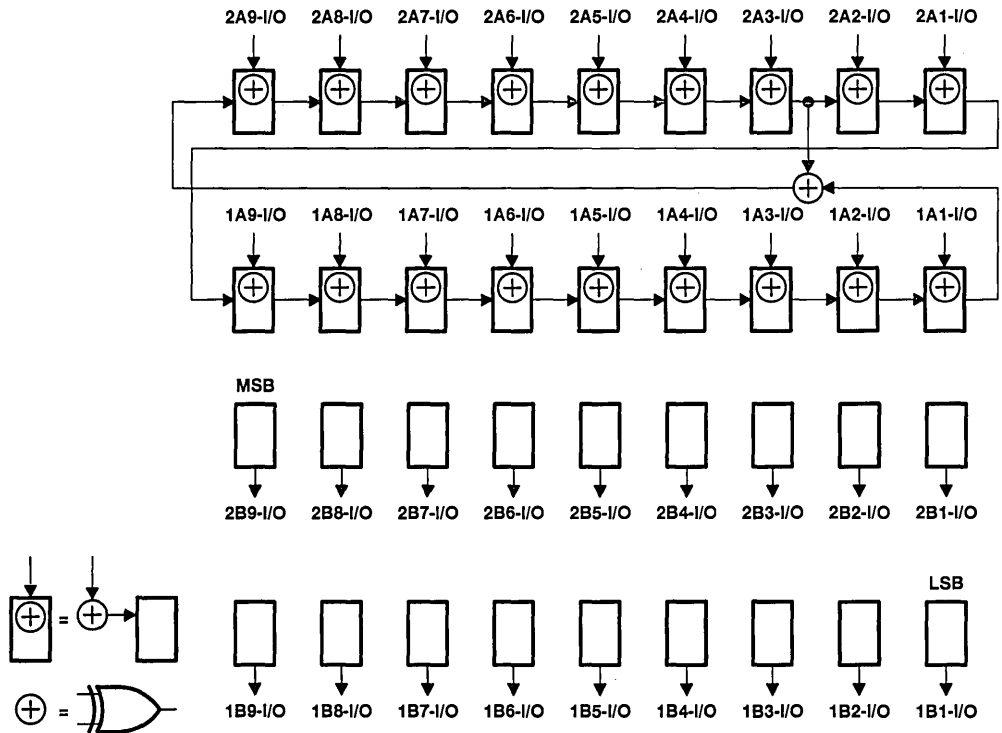 2A9-I/O 2A8-I/O 2A7-I/O 2A6-I/O 2A5-I/O 2A4-I/O 2A3-I/O 2A2-I/O 2A1-I/O
1A9-I/O 1A8-I/O 1A7-I/O 1A6-I/O 1A5-I/O 1A4-I/O 1A3-I/O 1A2-I/O 1A1-I/O
MSB
2B9-I/O 2B8-I/O 2B7-I/O 2B6-I/O 2B5-I/O 2B4-I/O 2B3-I/O 2B2-I/O 2B1-I/O
LSB
=
1B9-I/O 1B8-I/O 1B7-I/O 1B6-I/O 1B5-I/O 1B4-I/O 1B3-I/O 1B2-I/O 1B1-I/O
=